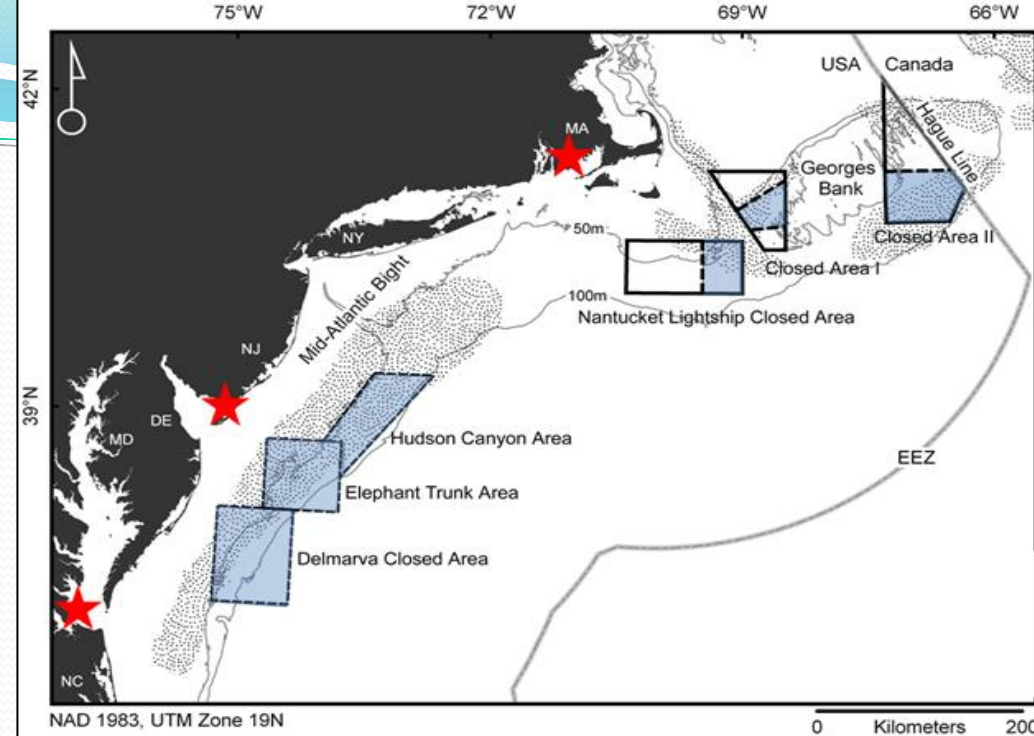 75°W
72°W
69°W
66°W
42°N
USA
Canada
Hague Line
MA
Georges
Bank
NY
50m
Closed Area II
Closed Area I
Mid-Atlantic Bight
100m
Nantucket Lightship Closed Area
NJ
39°N
DE
MD
Hudson Canyon Area
EEZ
Elephant Trunk Area
Delmarva Closed Area
NC
NAD 1983, UTM Zone 19N
0
Kilometers
200